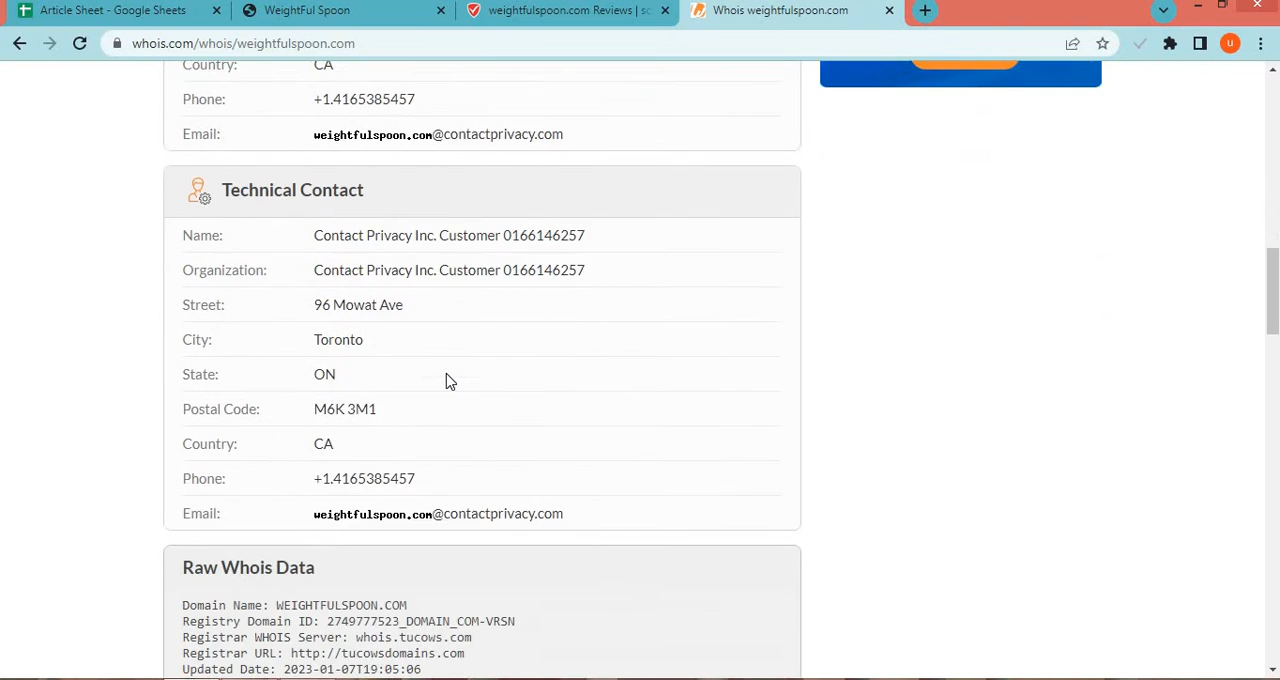 Article Sheet - Google Sheets
WeightFul Spoon
weightfulspoon.com Reviews | sc
Whois weightfulspoon.com
whois.com/whois/weightfulspoon.com
u
Country: CA
Phone: +1.4165385457
Email: weightfulspoon.com@contactprivacy.com
Technical Contact
Name: Contact Privacy Inc. Customer 0166146257
Organization: Contact Privacy Inc. Customer 0166146257
Street: 96 Mowat Ave
City: Toronto
State: ON
Postal Code: M6K 3M1
Country: CA
Phone: +1.4165385457
Email: weightfulspoon.com@contactprivacy.com
Raw Whois Data
Domain Name: WEIGHTFULSPOON.COM
Registry Domain ID: 2749777523_DOMAIN_COM-VRSN
Registrar WHOIS Server: whois.tucows.com
Registrar URL: http://tucowsdomains.com
Updated Date: 2023-01-07T19:05:06